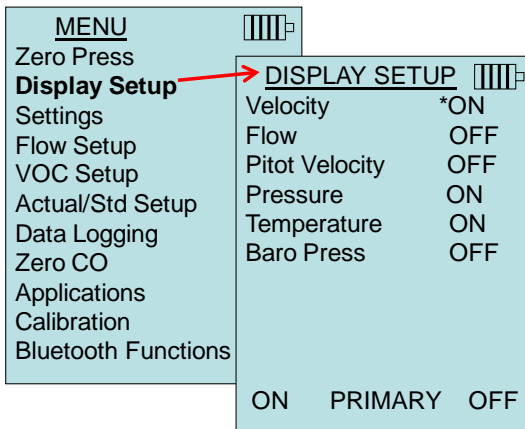 MENU
Zero Press
Display Setup
Settings
Flow Setup
VOC Setup
Actual/Std Setup
Data Logging
Zero CO
Applications
Calibration
Bluetooth Functions
DISPLAY SETUP
Velocity *ON
Flow OFF
Pitot Velocity OFF
Pressure ON
Temperature ON
Baro Press OFF
ON PRIMARY OFF